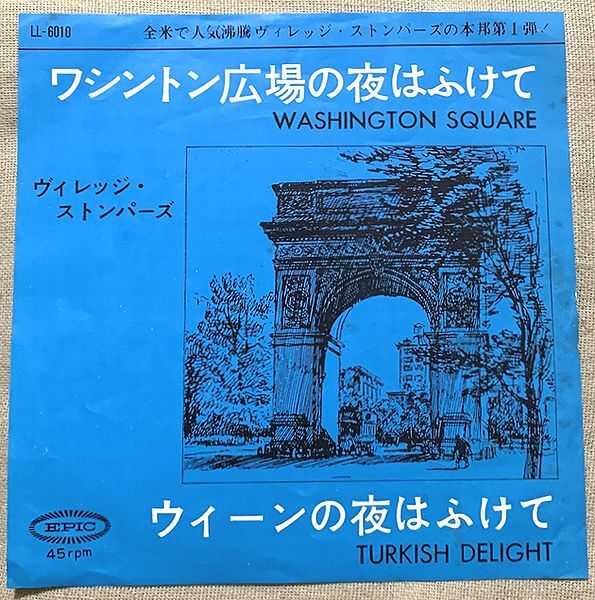 LL-6010
全米で人気沸騰ヴィレッジ・ストンパーズの本邦第1弾!
ワシントン広場の夜はふけて
WASHINGTON SQUARE
ヴィレッジ・
ストンパーズ
ウィーンの夜はふけて
TURKISH DELIGHT
EPIC
45rpm